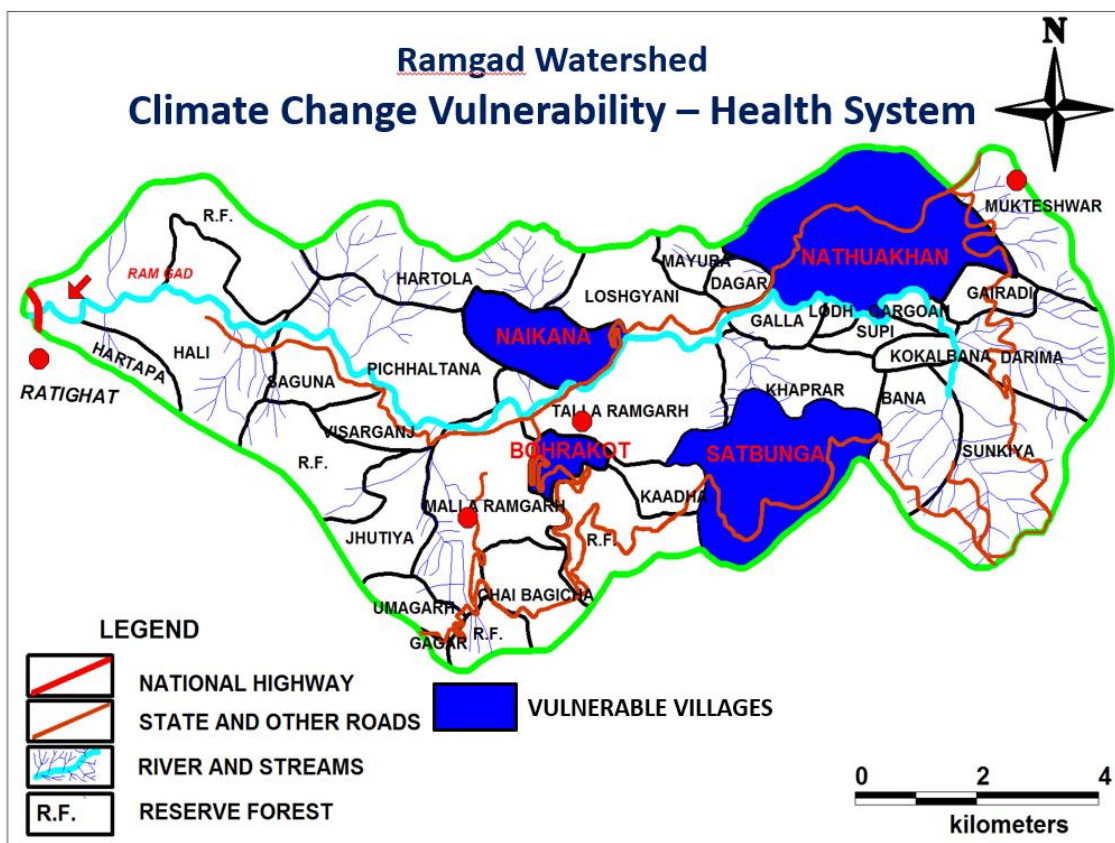 Ramgad Watershed
Climate Change Vulnerability – Health System
N
R.F.
MUKTESHWAR
RAM GAD
HARTOLA
MAYURA
DAGAR
NATHUAKHAN
LOSHGYANI
GAIRADI
HARTAPA
HALI
NAIKANA
GALLA
LODH
OARGOAN
SUPI
RATIGHAT
SAGUNA
PICHHALTANA
KOKALBANA
DARIMA
KHAPRAR
BANA
VISARGANJ
TALLA RAMGARH
BOHRAKOT
SATBUNGA
SUNKIYA
R.F.
KAADHA
MALLA RAMGARH
JHUTIYA
R.F.
UMAGARH
CHAI BAGICHA
GAGAR
R.F.
LEGEND
NATIONAL HIGHWAY
STATE AND OTHER ROADS
VULNERABLE VILLAGES
RIVER AND STREAMS
R.F. RESERVE FOREST
0 2 4
kilometers